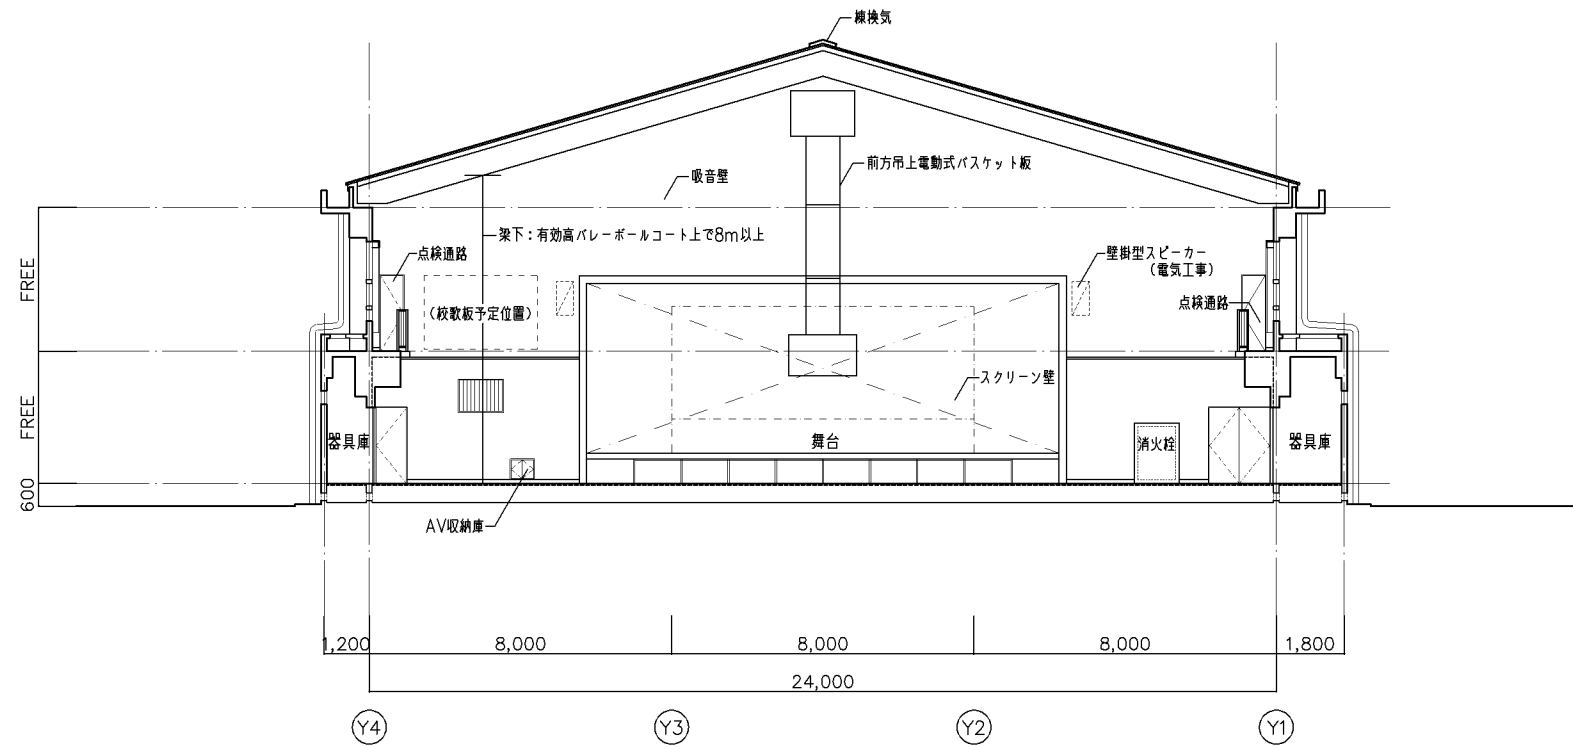 棟換気
前方吊上電動式バスケット板
吸音壁
梁下：有効高バレーボールコート上で8m以上
点検通路
壁掛型スピーカー
（電気工事）
点検通路
（校歌板予定位置）
スクリーン壁
舞台
器具庫
消火栓
器具庫
AV収納庫
FREE
FREE
600
1,200
8,000
8,000
8,000
1,800
24,000
Y4
Y3
Y2
Y1